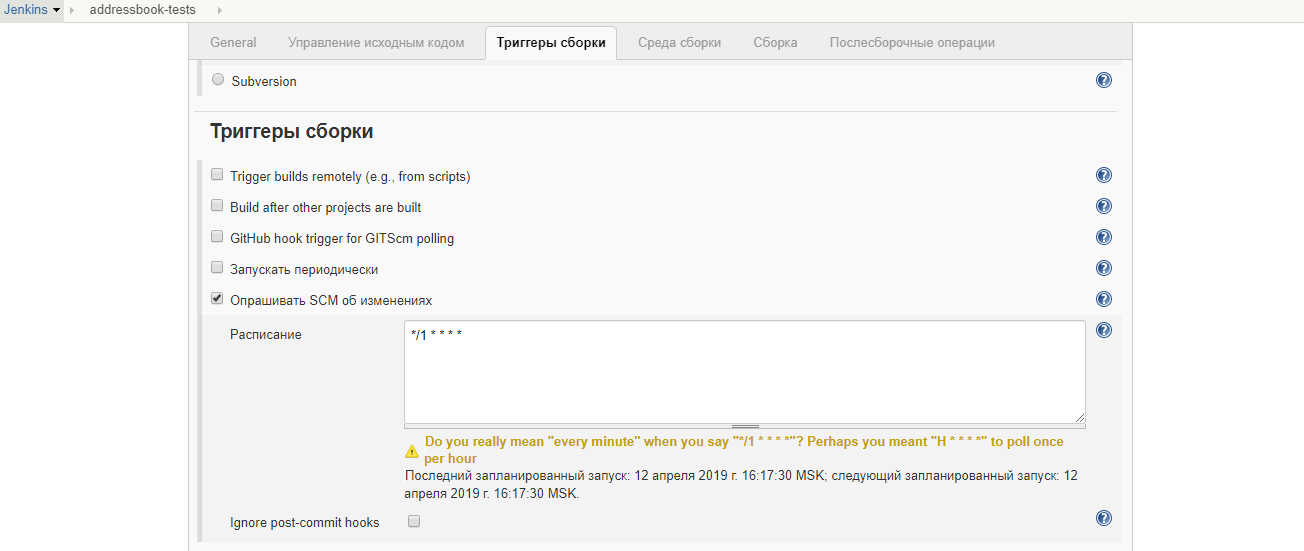 Jenkins addressbook-tests
General Управление исходным кодом Триггеры сборки Среда сборки Сборка Послесборочные операции
Subversion
Триггеры сборки
Trigger builds remotely (e.g., from scripts)
Build after other projects are built
GitHub hook trigger for GITScm polling
Запускать периодически
Опрашивать SCM об изменениях
Расписание
*/1 * * * *
Do you really mean "every minute" when you say "*/1 * * * *"? Perhaps you meant "H * * * *" to poll once
per hour
Последний запланированный запуск: 12 апреля 2019 г. 16:17:30 MSK; следующий запланированный запуск: 12
апреля 2019 г. 16:17:30 MSK.
Ignore post-commit hooks